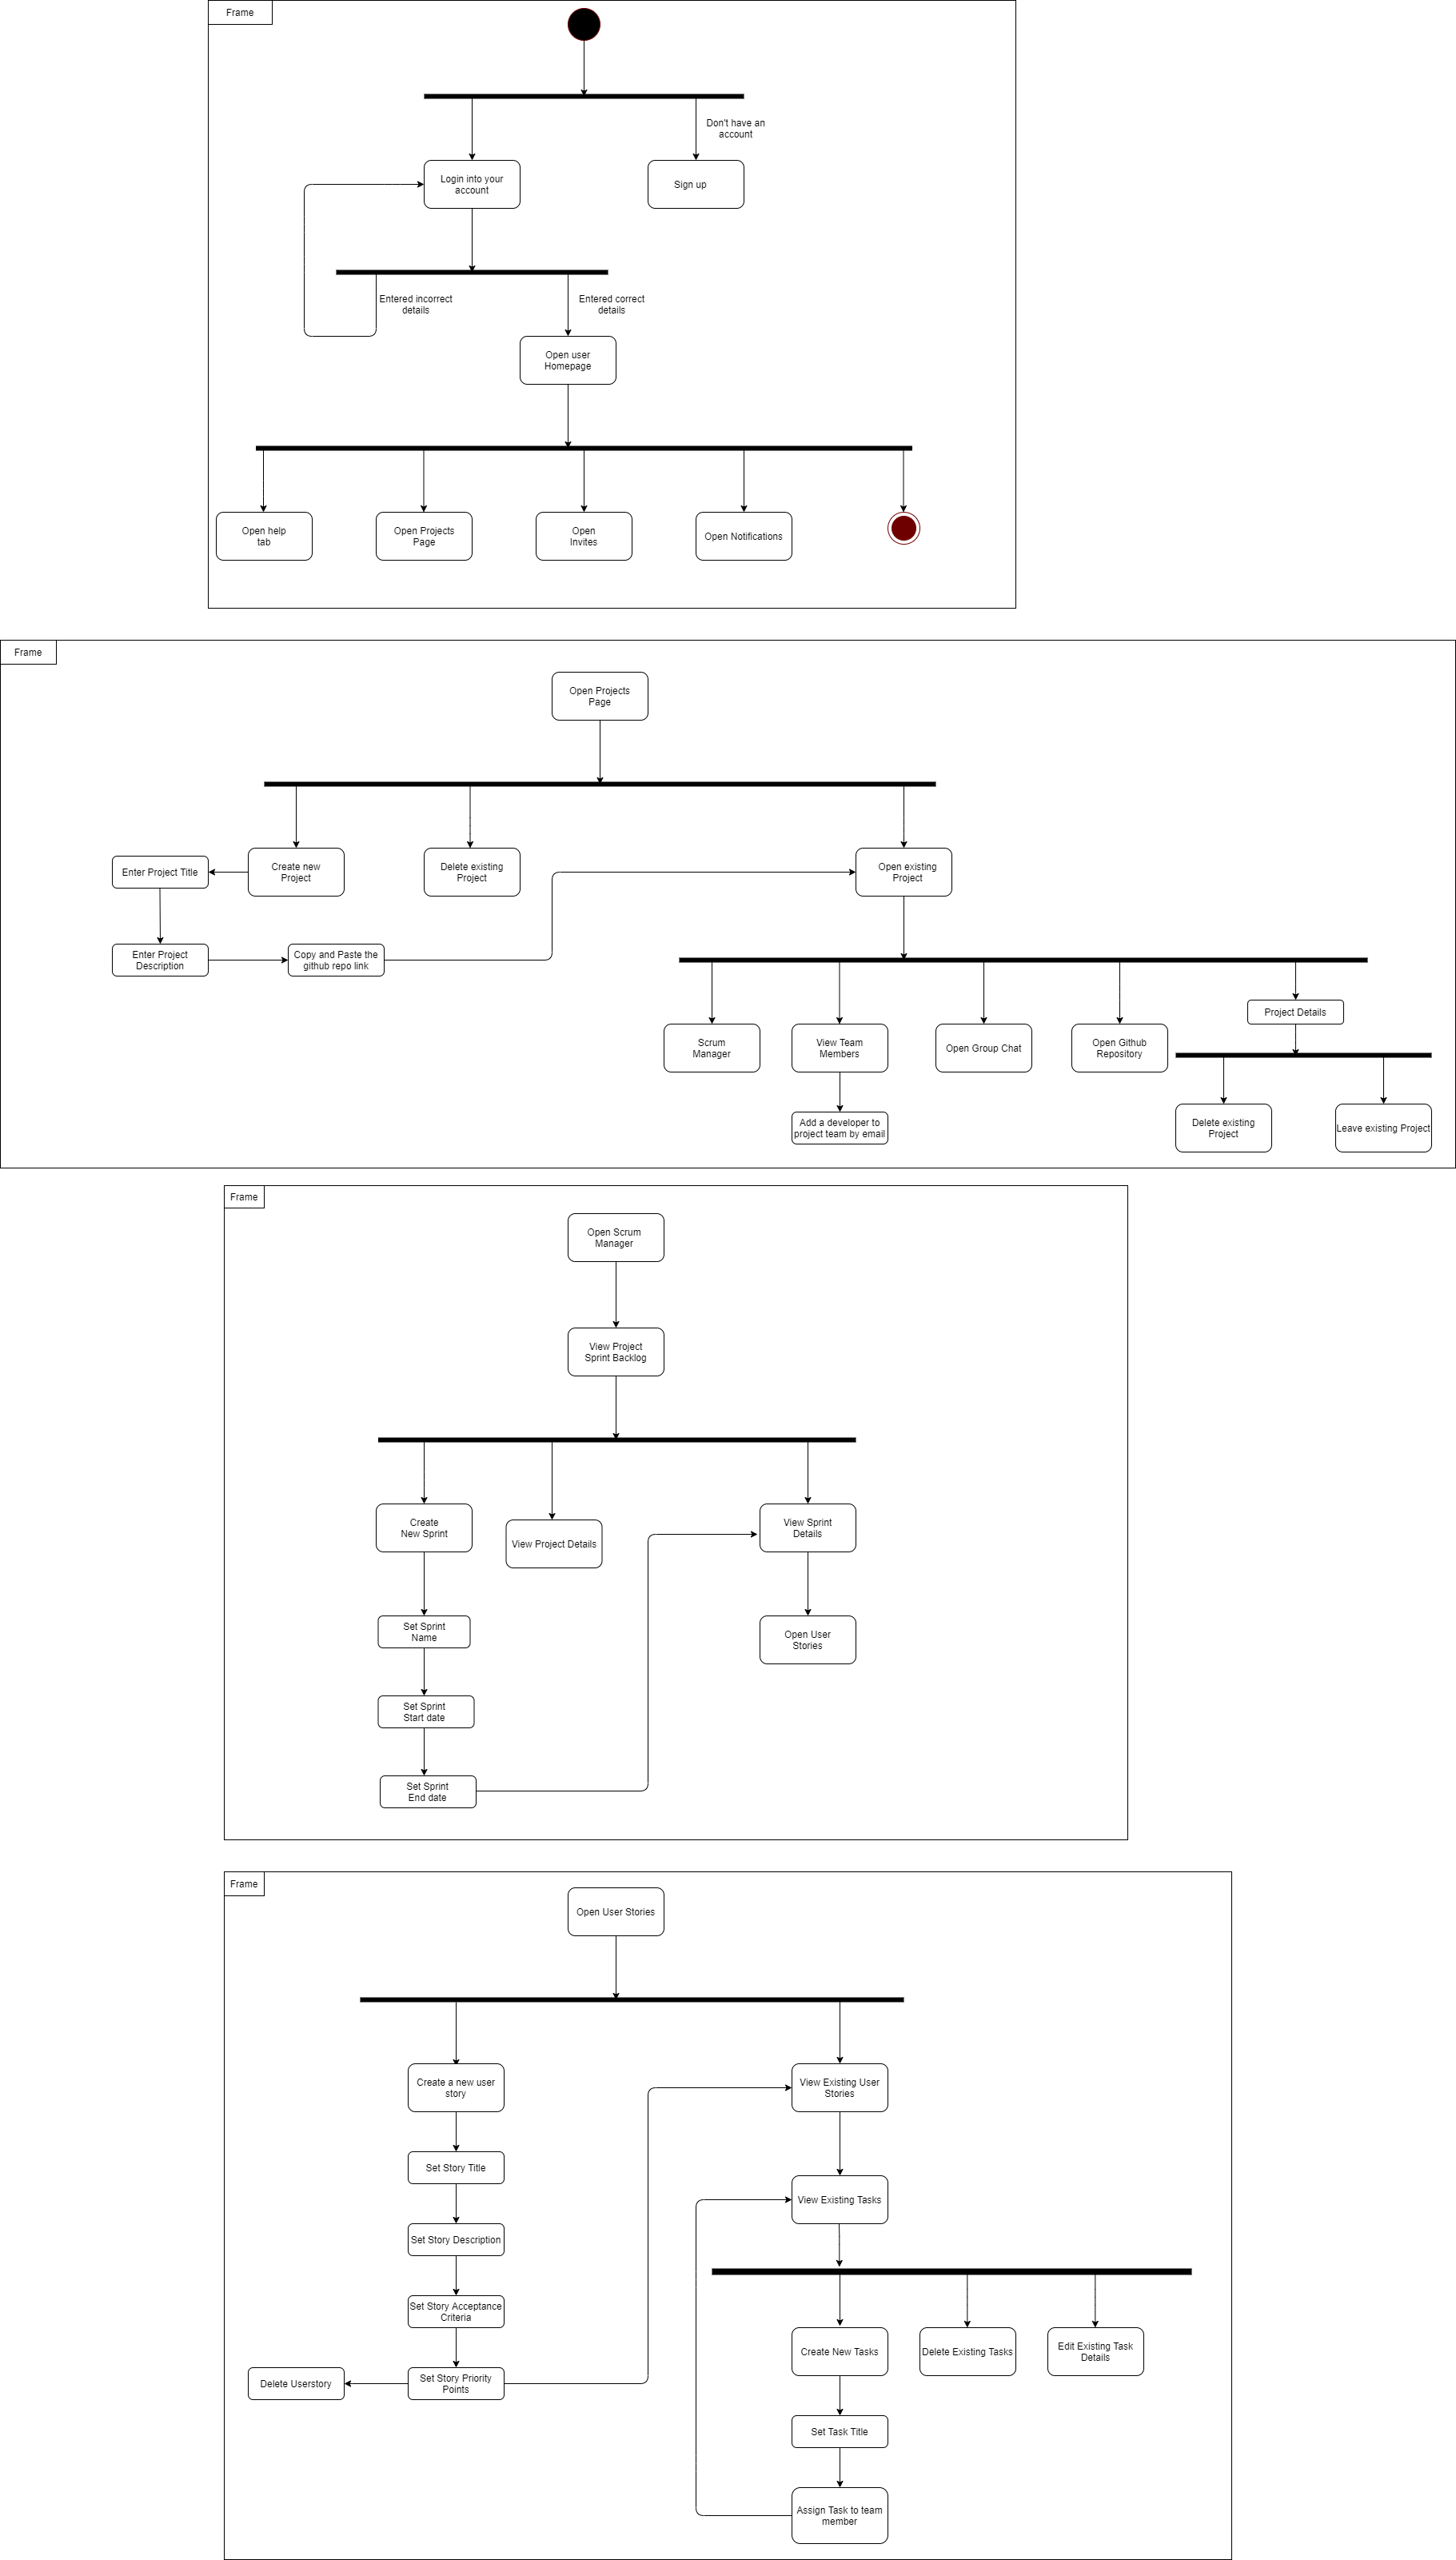 Frame
Don't have an
account
Login into your
account
Sign up
Entered incorrect
details
Entered correct
details
Open user
Homepage
Open help
tab
Open Projects
Page
Open
Invites
Open Notifications
Frame
Open Projects
Page
Enter Project Title
Create new
Project
Delete existing
Project
Open existing
Project
Enter Project
Description
Copy and Paste the
github repo link
Project Details
Scrum
Manager
View Team
Members
Open Group Chat
Open Github
Repository
Add a developer to
project team by email
Delete existing
Project
Leave existing Project
Frame
Open Scrum
Manager
View Project
Sprint Backlog
Create
New Sprint
View Project Details
View Sprint
Details
Set Sprint
Name
Open User
Stories
Set Sprint
Start date
Set Sprint
End date
Frame
Open User Stories
Create a new user
story
View Existing User
Stories
Set Story Title
View Existing Tasks
Set Story Description
Set Story Acceptance
Criteria
Create New Tasks
Delete Existing Tasks
Edit Existing Task
Details
Delete Userstory
Set Story Priority
Points
Set Task Title
Assign Task to team
member